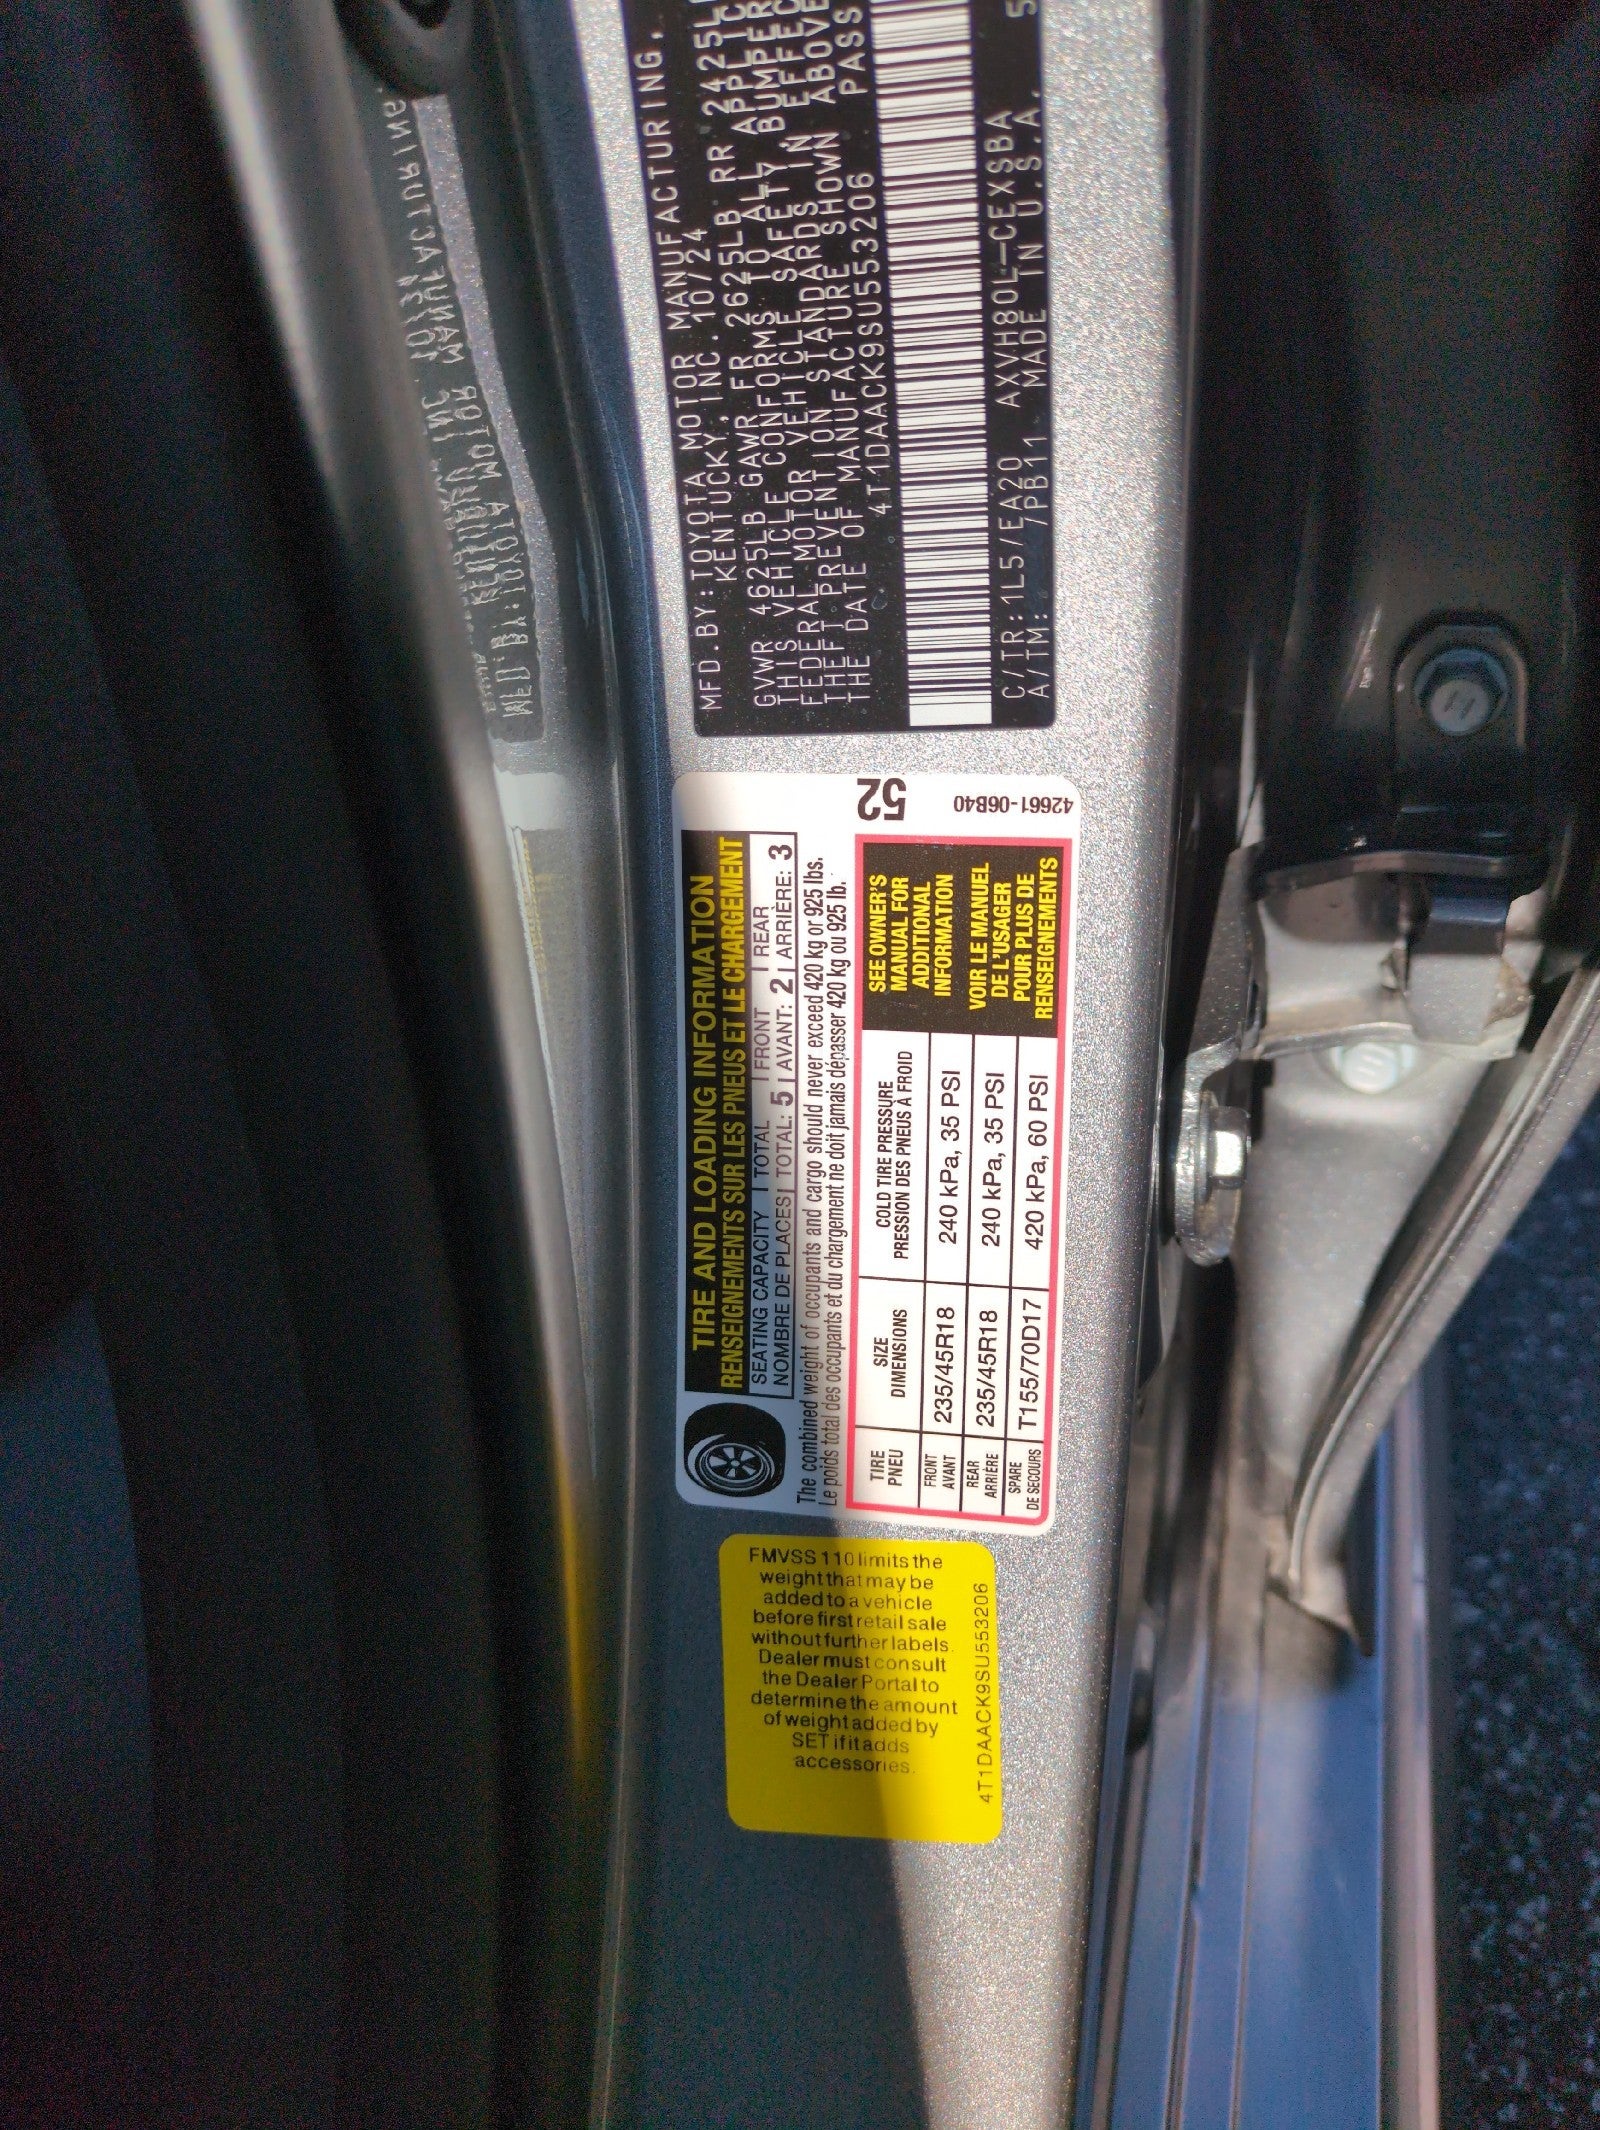 MFD.BY:TOYOTA MOTOR MANUFACTURING,
KENTUCKY,INC. 10/24
GVWR 4625LB GAWR FR 2625LB RR 2425L
THIS VEHICLE CONFORMS TO ALL
FEDERAL MOTOR VEHICLE SAFETY, BUMPER
THEFT PREVENTION STANDARDS IN EFFEC
THE DATE OF MANUFACTURE SHOWN ABOVE
4T1DAACK9SU553206 PASS
C/TR:1L5/EA20 AXVH80L-CEXSBA 5
A/TM: /PB11 MADE IN U.S.A.
TIRE AND LOADING INFORMATION
RENSEIGNEMENTS SUR LES PNEUS ET LE CHARGEMENT
SEATING CAPACITY TOTAL FRONT REAR
NOMBRE DE PLACES TOTAL: 5 AVANT: 2 ARRIÈRE: 3
The combined weight of occupants and cargo should never exceed 420 kg or 925 lbs.
Le poids total des occupants et du chargement ne doit jamais dépasser 420 kg ou 925 lb.
TIRE PNEU SIZE DIMENSIONS COLD TIRE PRESSURE PRESSION DES PNEUS À FROID
FRONT AVANT 235/45R18 240 kPa, 35 PSI
REAR ARRIÈRE 235/45R18 240 kPa, 35 PSI
SPARE DE SECOURS T155/70D17 420 kPa, 60 PSI
SEE OWNER'S
MANUAL FOR
ADDITIONAL
INFORMATION
VOIR LE MANUEL
DE L'USAGER
POUR PLUS DE
RENSEIGNEMENTS
52
42661-06B40
FMVSS 110 limits the
weight that may be
added to a vehicle
before first retail sale
without further labels.
Dealer must consult
the Dealer Portal to
determine the amount
of weight added by
SET if it adds
accessories.
4T1DAACK9SU553206